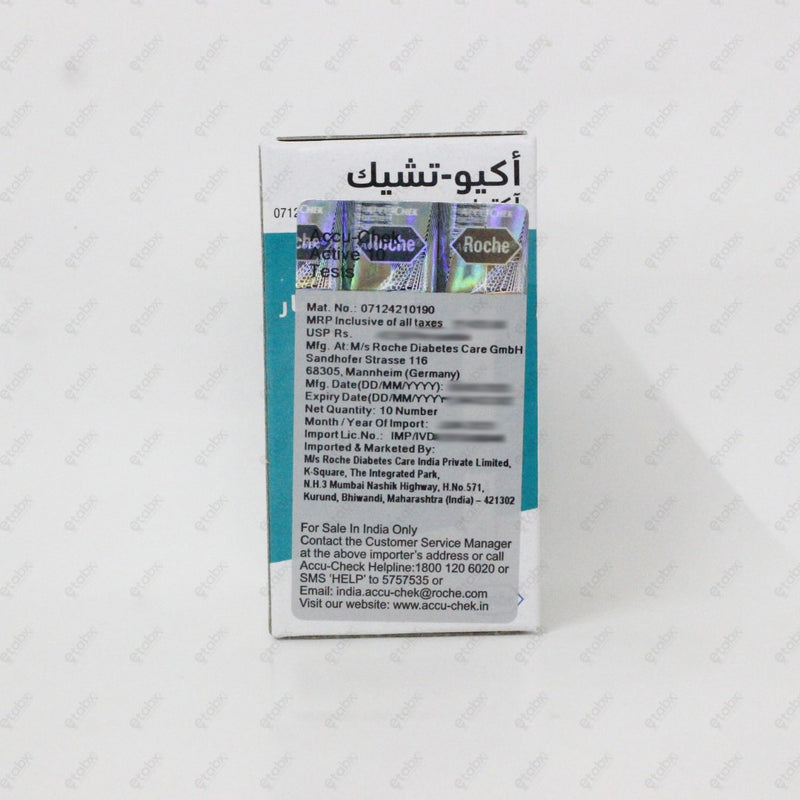 أكيو-تشيك
0712
CHEK
Accu-Chek
Active 10
Tests
Roche
Roche
Mat. No.: 07124210190
MRP Inclusive of all taxes
USP Rs.
Mfg. At: M/s Roche Diabetes Care GmbH
Sandhofer Strasse 116
68305, Mannheim (Germany)
Mfg. Date(DD/MM/YYYY):
Expiry Date(DD/MM/YYYY
Net Quantity: 10 Number
Month / Year Of Import:
Import Lic.No.: IMP/IVD
Imported & Marketed By:
M/s Roche Diabetes Care India Private Limited,
K-Square, The Integrated Park,
N.H.3 Mumbai Nashik Highway, H.No.571,
Kurund, Bhiwandi, Maharashtra (India) – 421302
For Sale In India Only
Contact the Customer Service Manager
at the above importer's address or call
Accu-Check Helpline:1800 120 6020 or
SMS 'HELP' to 5757535 or
Email: india.accu-chek@roche.com
Visit our website: www.accu-chek.in